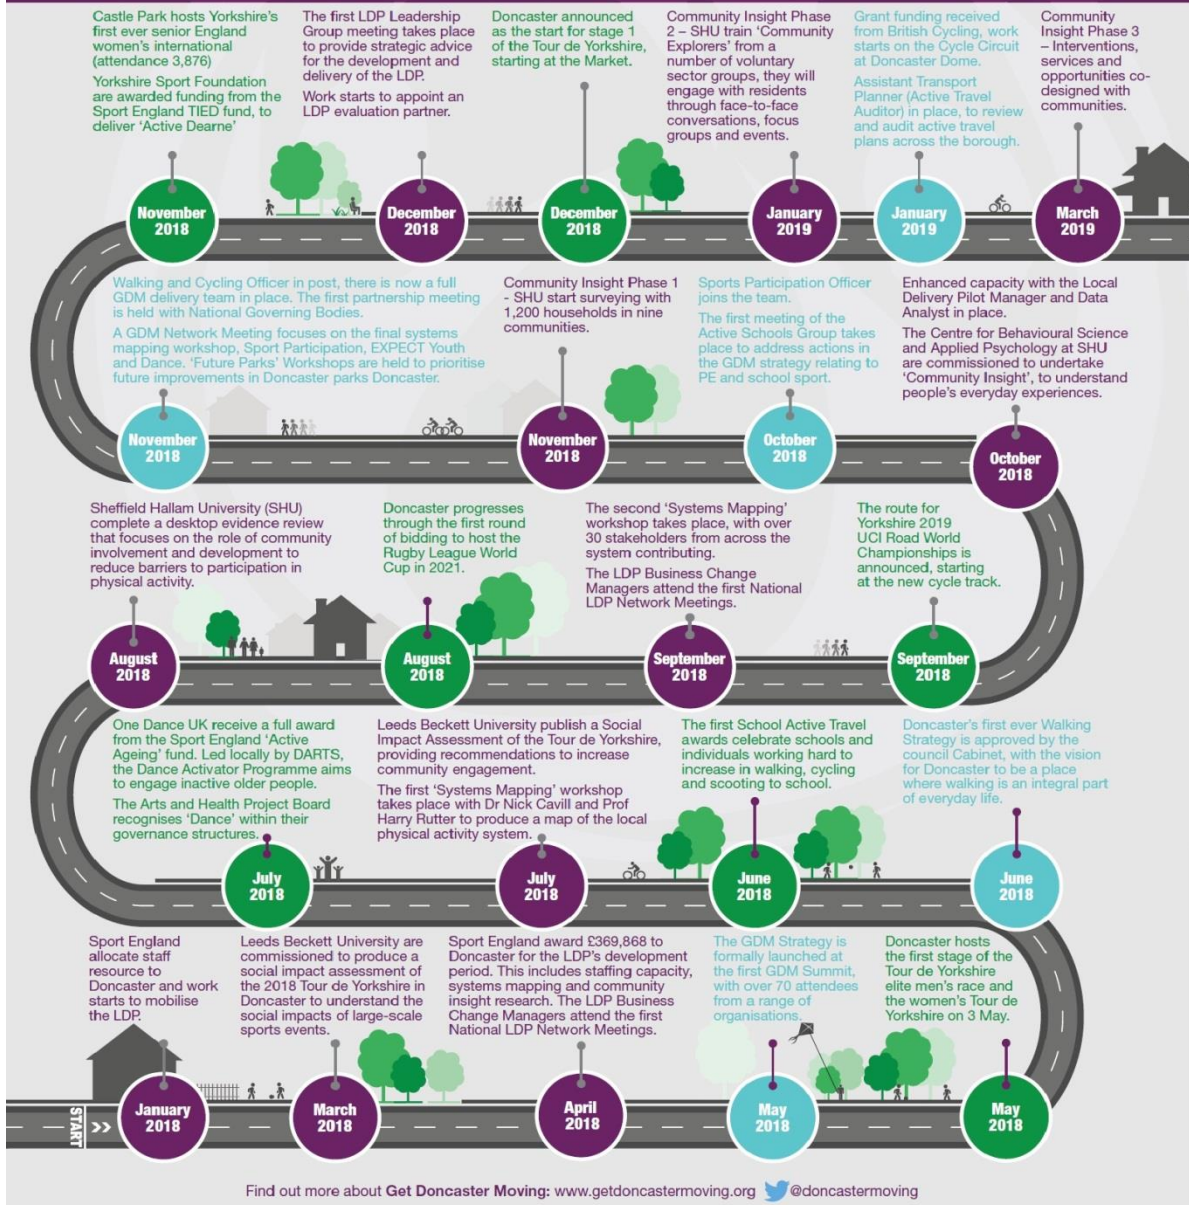 Castle Park hosts Yorkshire's
first ever senior England
women's international
(attendance 3,876)
Yorkshire Sport Foundation
are awarded funding from the
Sport England TIED fund, to
deliver 'Active Dearne'
November
2018
The first LDP Leadership
Group meeting takes place
to provide strategic advice
for the development and
delivery of the LDP.
Work starts to appoint an
LDP evaluation partner.
December
2018
Doncaster announced
as the start for stage 1
of the Tour de Yorkshire,
starting at the Market.
December
2018
Community Insight Phase
2 – SHU train 'Community
Explorers' from a
number of voluntary
sector groups, they will
engage with residents
through face-to-face
conversations, focus
groups and events.
January
2019
Grant funding received
from British Cycling, work
starts on the Cycle Circuit
at Doncaster Dome.
Assistant Transport
Planner (Active Travel
Auditor) in place, to review
and audit active travel
plans across the borough.
January
2019
Community
Insight Phase 3
– Interventions,
services and
opportunities co-
designed with
communities.
March
2019
Walking and Cycling Officer in post, there is now a full
GDM delivery team in place. The first partnership meeting
is held with National Governing Bodies.
A GDM Network Meeting focuses on the final systems
mapping workshop, Sport Participation, EXPECT Youth
and Dance. 'Future Parks' Workshops are held to prioritise
future improvements in Doncaster parks Doncaster.
November
2018
Community Insight Phase 1
- SHU start surveying with
1,200 households in nine
communities.
November
2018
Sports Participation Officer
joins the team.
The first meeting of the
Active Schools Group takes
place to address actions in
the GDM strategy relating to
PE and school sport.
October
2018
Enhanced capacity with the Local
Delivery Pilot Manager and Data
Analyst in place.
The Centre for Behavioural Science
and Applied Psychology at SHU
are commissioned to undertake
'Community Insight', to understand
people's everyday experiences.
October
2018
Sheffield Hallam University (SHU)
complete a desktop evidence review
that focuses on the role of community
involvement and development to
reduce barriers to participation in
physical activity.
August
2018
Doncaster progresses
through the first round
of bidding to host the
Rugby League World
Cup in 2021.
August
2018
The second 'Systems Mapping'
workshop takes place, with over
30 stakeholders from across the
system contributing.
The LDP Business Change
Managers attend the first National
LDP Network Meetings.
September
2018
The route for
Yorkshire 2019
UCI Road World
Championships is
announced, starting
at the new cycle track.
September
2018
One Dance UK receive a full award
from the Sport England 'Active
Ageing' fund. Led locally by DARTS,
the Dance Activator Programme aims
to engage inactive older people.
The Arts and Health Project Board
recognises 'Dance' within their
governance structures.
July
2018
Leeds Beckett University publish a Social
Impact Assessment of the Tour de Yorkshire,
providing recommendations to increase
community engagement.
The first 'Systems Mapping' workshop
takes place with Dr Nick Cavill and Prof
Harry Rutter to produce a map of the local
physical activity system.
July
2018
The first School Active Travel
awards celebrate schools and
individuals working hard to
increase in walking, cycling
and scooting to school.
June
2018
Doncaster's first ever Walking
Strategy is approved by the
council Cabinet, with the vision
for Doncaster to be a place
where walking is an integral part
of everyday life.
June
2018
Sport England
allocate staff
resource to
Doncaster and work
starts to mobilise
the LDP.
START
>>
January
2018
Leeds Beckett University are
commissioned to produce a
social impact assessment of
the 2018 Tour de Yorkshire in
Doncaster to understand the
social impacts of large-scale
sports events.
March
2018
Sport England award £369,868 to
Doncaster for the LDP's development
period. This includes staffing capacity,
systems mapping and community
insight research. The LDP Business
Change Managers attend the first
National LDP Network Meetings.
April
2018
The GDM Strategy is
formally launched at
the first GDM Summit,
with over 70 attendees
from a range of
organisations.
May
2018
Doncaster hosts
the first stage of the
Tour de Yorkshire
elite men's race and
the women's Tour de
Yorkshire on 3 May.
May
2018
Find out more about Get Doncaster Moving: www.getdoncastermoving.org @doncastermoving